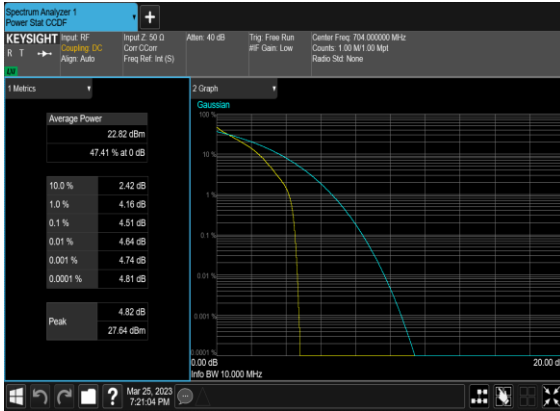 Spectrum Analyzer 1
Power Stat CCDF
KEYSIGHT
R T
Input: RF
Coupling: DC
Align: Auto
Input Z: 50 Ω
Corr CCorr
Freq Ref: Int (S)
Atten: 40 dB
Trig: Free Run
#IF Gain: Low
Center Freq: 704.000000 MHz
Counts: 1.00 M/1.00 Mpt
Radio Std: None
1 Metrics
Average Power
22.82 dBm
47.41 % at 0 dB
10.0 % 2.42 dB
1.0 % 4.16 dB
0.1 % 4.51 dB
0.01 % 4.64 dB
0.001 % 4.74 dB
0.0001 % 4.81 dB
Peak
4.82 dB
27.64 dBm
2 Graph
Gaussian
100 %
10 %
1 %
0.1 %
0.01 %
0.001 %
0.0001 %
0.00 dB
20.00 d
Info BW 10.000 MHz
Mar 25, 2023
7:21:04 PM